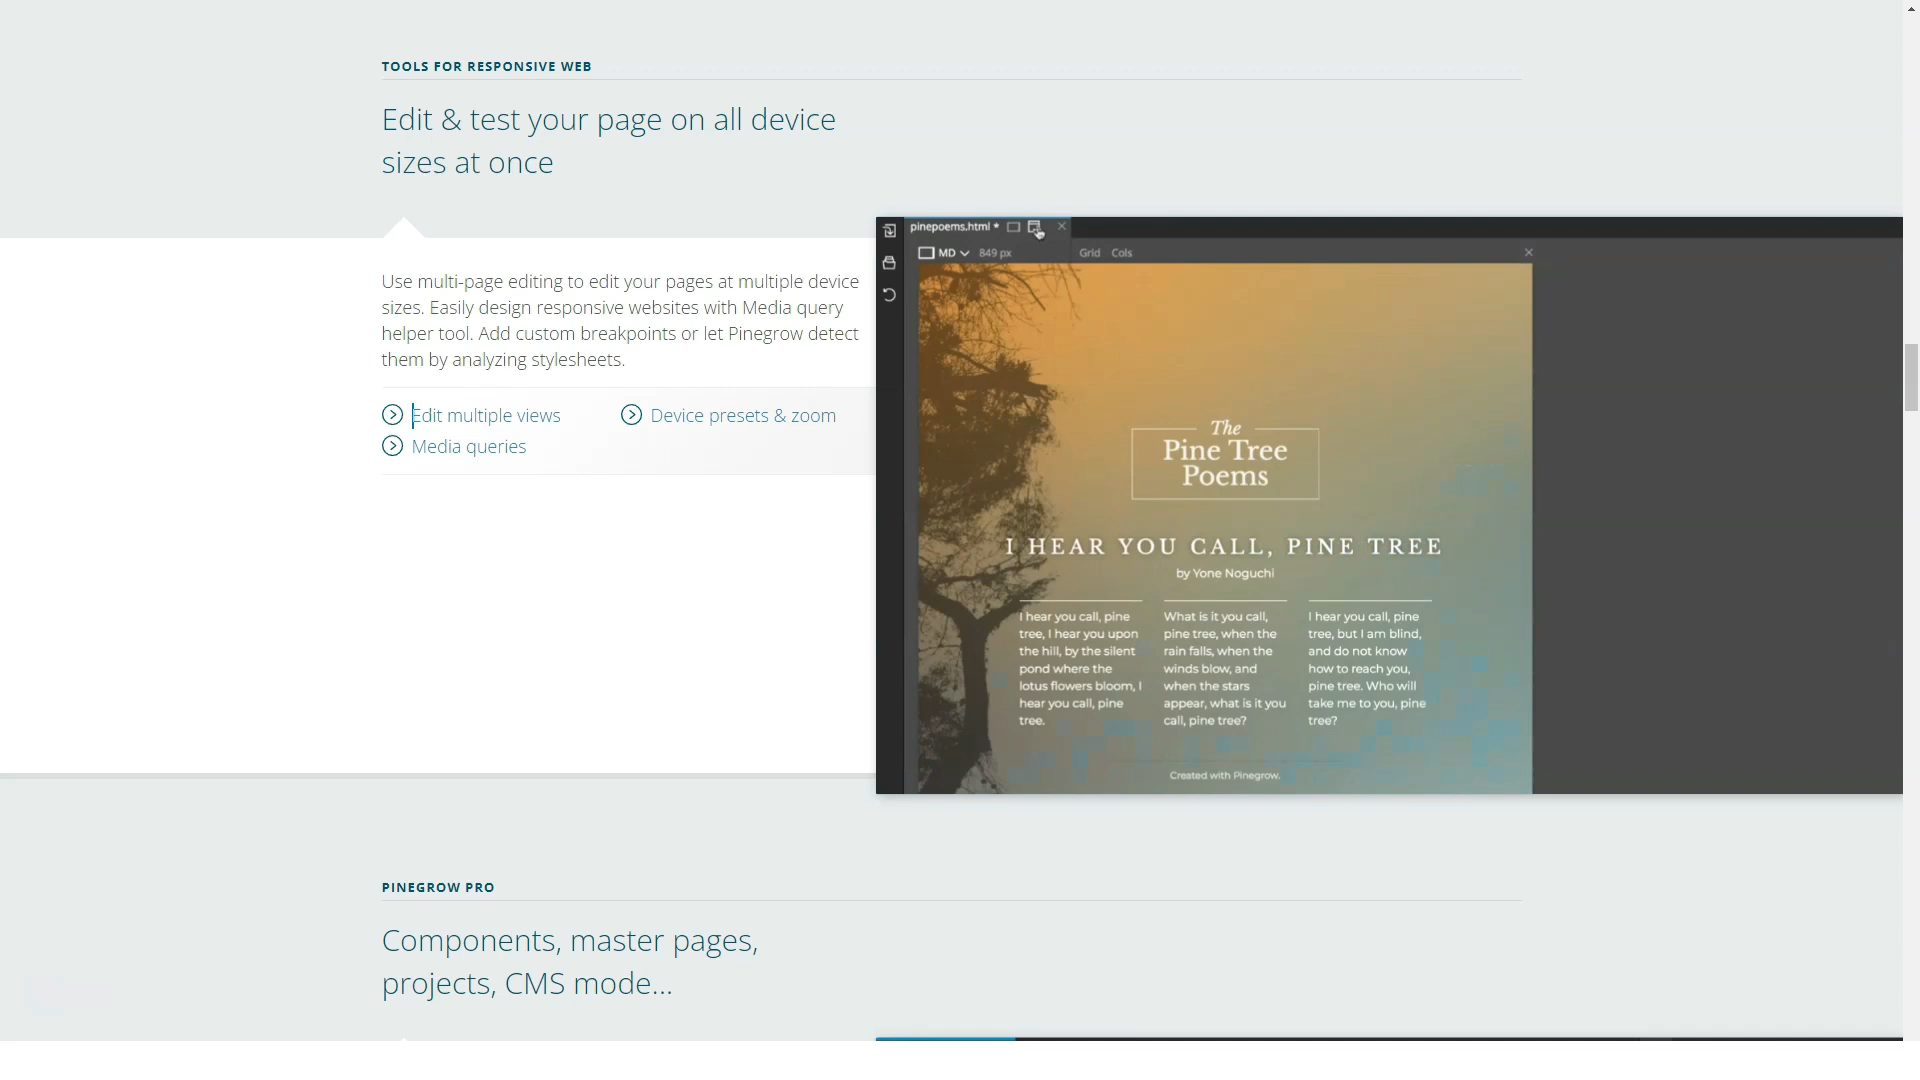 TOOLS FOR RESPONSIVE WEB
Edit & test your page on all device
sizes at once
Use multi-page editing to edit your pages at multiple device
sizes. Easily design responsive websites with Media query
helper tool. Add custom breakpoints or let Pinegrow detect
them by analyzing stylesheets.
Edit multiple views
Device presets & zoom
Media queries
pinepoems.html *
MD 849 px Grid Cols
The
Pine Tree
Poems
I HEAR YOU CALL, PINE TREE
by Yone Noguchi
I hear you call, pine
tree, I hear you upon
the hill, by the silent
pond where the
lotus flowers bloom, I
hear you call, pine
tree.
What is it you call,
pine tree, when the
rain falls, when the
winds blow, and
when the stars
appear, what is it you
call, pine tree?
I hear you call, pine
tree, but I am blind,
and do not know
how to reach you,
pine tree. Who will
take me to you, pine
tree?
Created with Pinegrow.
PINEGROW PRO
Components, master pages,
projects, CMS mode...